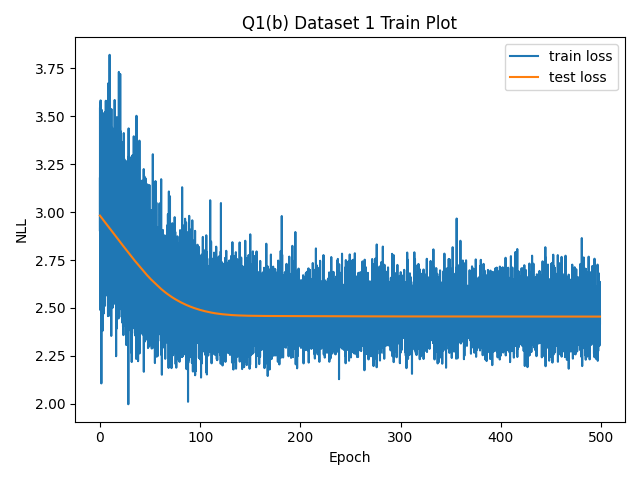 Q1(b) Dataset 1 Train Plot
train loss
test loss
3.75
3.50
3.25
3.00
2.75
2.50
2.25
2.00
NLL
0 100 200 300 400 500
Epoch